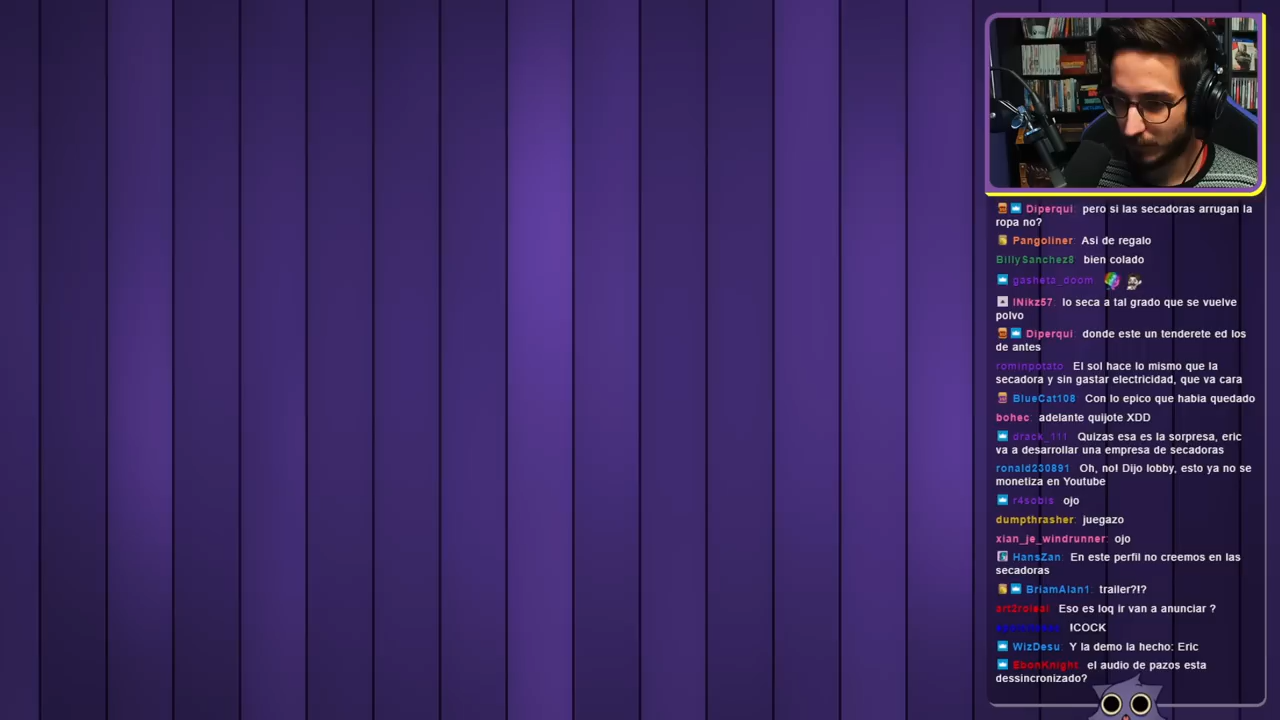 Diperqui: pero si las secadoras arrugan la
ropa no?
Pangoliner: Asi de regalo
BillySanchez8: bien colado
gasheta_doom
INikz57: lo seca a tal grado que se vuelve
polvo
Diperqui: donde este un tenderete ed los
de antes
rominpotato: El sol hace lo mismo que la
secadora y sin gastar electricidad, que va cara
BlueCat108: Con lo epico que habia quedado
bohec: adelante quijote XDD
drack_111: Quizas esa es la sorpresa, eric
va a desarrollar una empresa de secadoras
ronald230891: Oh, no! Dijo lobby, esto ya no se
monetiza en Youtube
r4sobis: ojo
dumpthrasher: juegazo
xian_je_windrunner: ojo
HansZan: En este perfil no creemos en las
secadoras
BriamAlan1: trailer?!?
Eso es loq ir van a anunciar ?
!COCK
WizDesu: Y la demo la hecho: Eric
EbonKnight: el audio de pazos esta
dessincronizado?